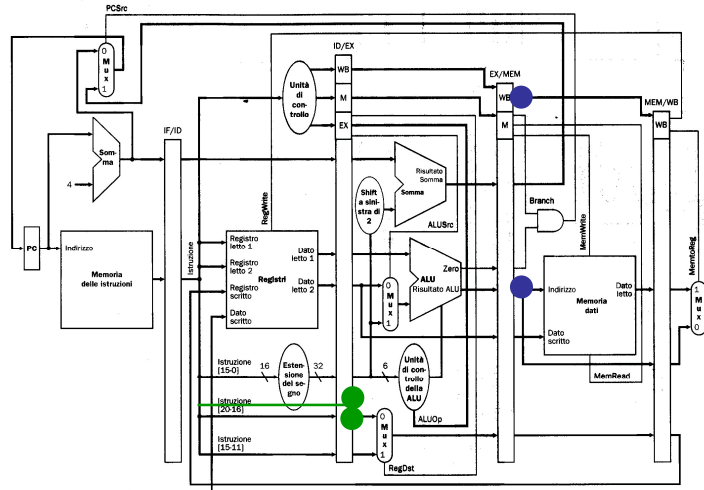 PCSrc
0
M
u
x
1
ID/EX
WB
M
EX
Unità
di
controllo
EX/MEM
WB
M
MEM/WB
WB
IF/ID
Som-
ma
4
PC
Indirizzo
Memoria
delle istruzioni
Istruzione
RegWrite
Registro
letto 1
Registro
letto 2
Registro
scritto
Dato
scritto
Registri
Dato
letto 1
Dato
letto 2
Shift
a sini-
stra di
2
Risultato
Somma
Somma
ALUSrc
0
M
u
x
1
Zero
ALU
Risultato ALU
Branch
MemWrite
Indirizzo
Dato
letto
Memoria
dati
Dato
scritto
MemRead
MemtoReg
1
M
u
x
0
Istruzione
[15-0]
16
Esten-
sione
del segno
32
6
Unità
di con-
trollo
della
ALU
ALUOp
Istruzione
[20-16]
Istruzione
[15-11]
0
M
u
x
1
RegDst